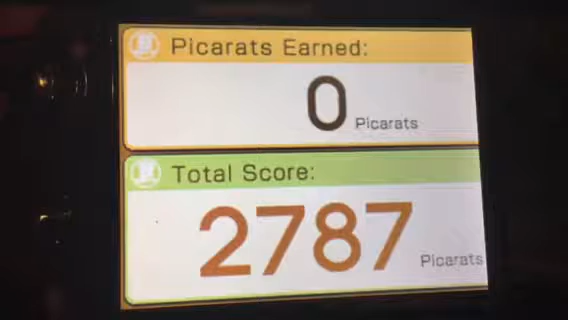 Picarats Earned:
0 Picarats
Total Score:
2787 Picarats